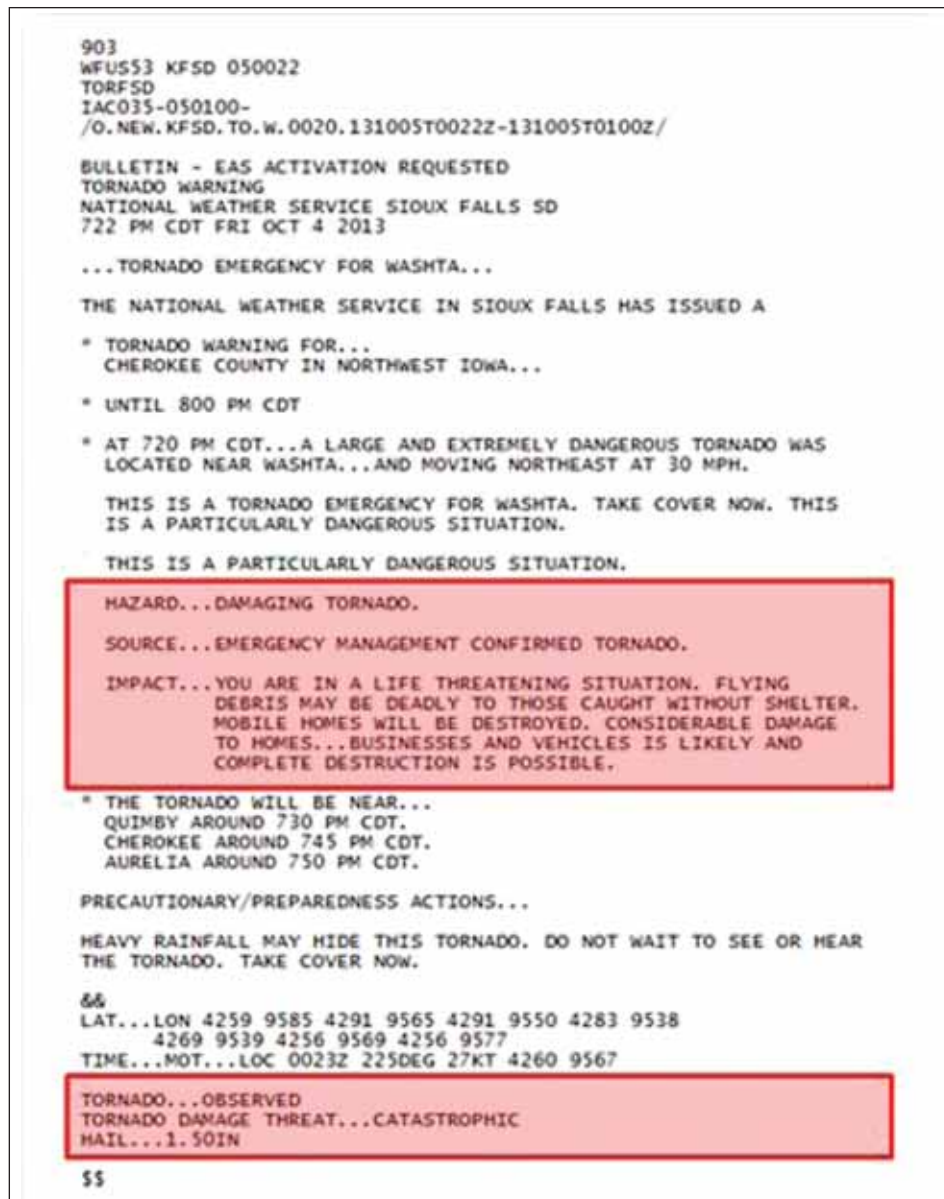 903
WFUS53 KFSD 050022
TORFSD
IAC035-050100-
/O.NEW.KFSD.TO.W.0020.131005T0022Z-131005T0100Z/
BULLETIN - EAS ACTIVATION REQUESTED
TORNADO WARNING
NATIONAL WEATHER SERVICE SIOUX FALLS SD
722 PM CDT FRI OCT 4 2013
...TORNADO EMERGENCY FOR WASHTA...
THE NATIONAL WEATHER SERVICE IN SIOUX FALLS HAS ISSUED A
* TORNADO WARNING FOR...
CHEROKEE COUNTY IN NORTHWEST IOWA...
* UNTIL 800 PM CDT
* AT 720 PM CDT...A LARGE AND EXTREMELY DANGEROUS TORNADO WAS
LOCATED NEAR WASHTA...AND MOVING NORTHEAST AT 30 MPH.
THIS IS A TORNADO EMERGENCY FOR WASHTA. TAKE COVER NOW. THIS
IS A PARTICULARLY DANGEROUS SITUATION.
THIS IS A PARTICULARLY DANGEROUS SITUATION.
HAZARD...DAMAGING TORNADO.
SOURCE...EMERGENCY MANAGEMENT CONFIRMED TORNADO.
IMPACT...YOU ARE IN A LIFE THREATENING SITUATION. FLYING
DEBRIS MAY BE DEADLY TO THOSE CAUGHT WITHOUT SHELTER.
MOBILE HOMES WILL BE DESTROYED. CONSIDERABLE DAMAGE
TO HOMES...BUSINESSES AND VEHICLES IS LIKELY AND
COMPLETE DESTRUCTION IS POSSIBLE.
* THE TORNADO WILL BE NEAR...
QUIMBY AROUND 730 PM CDT.
CHEROKEE AROUND 745 PM CDT.
AURELIA AROUND 750 PM CDT.
PRECAUTIONARY/PREPAREDNESS ACTIONS...
HEAVY RAINFALL MAY HIDE THIS TORNADO. DO NOT WAIT TO SEE OR HEAR
THE TORNADO. TAKE COVER NOW.
&&
LAT...LON 4259 9585 4291 9565 4291 9550 4283 9538
4269 9539 4256 9569 4256 9577
TIME...MOT...LOC 0023Z 225DEG 27KT 4260 9567
TORNADO...OBSERVED
TORNADO DAMAGE THREAT...CATASTROPHIC
HAIL...1.50IN
$$